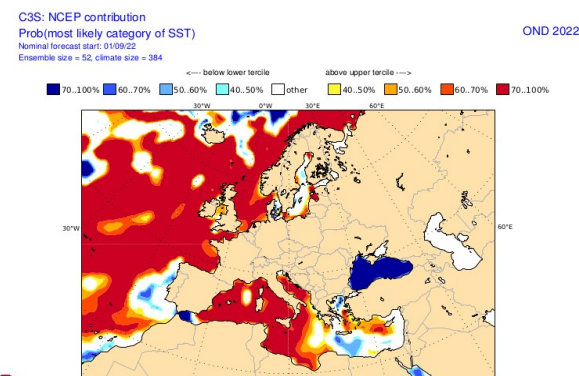 C3S: NCEP contribution
Prob(most likely category of SST)
OND 2022
Nominal forecast start: 01/09/22
Ensemble size = 52, climate size = 384
<---- below lower tercile
above upper tercile ---->
70..100%
60..70%
50..60%
40..50%
other
40..50%
50..60%
60..70%
70..100%
30°W
0°W
30°E
60°E
30°W
60°E